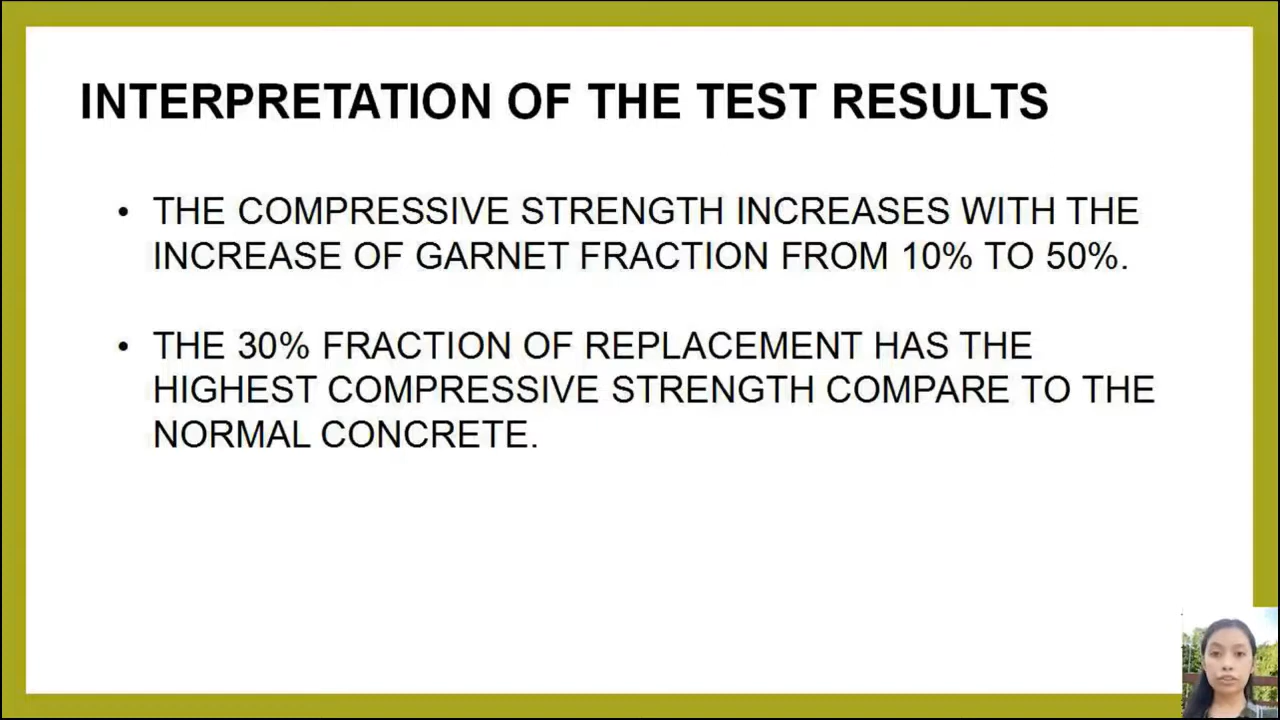 INTERPRETATION OF THE TEST RESULTS
• THE COMPRESSIVE STRENGTH INCREASES WITH THE
INCREASE OF GARNET FRACTION FROM 10% TO 50%.
• THE 30% FRACTION OF REPLACEMENT HAS THE
HIGHEST COMPRESSIVE STRENGTH COMPARE TO THE
NORMAL CONCRETE.